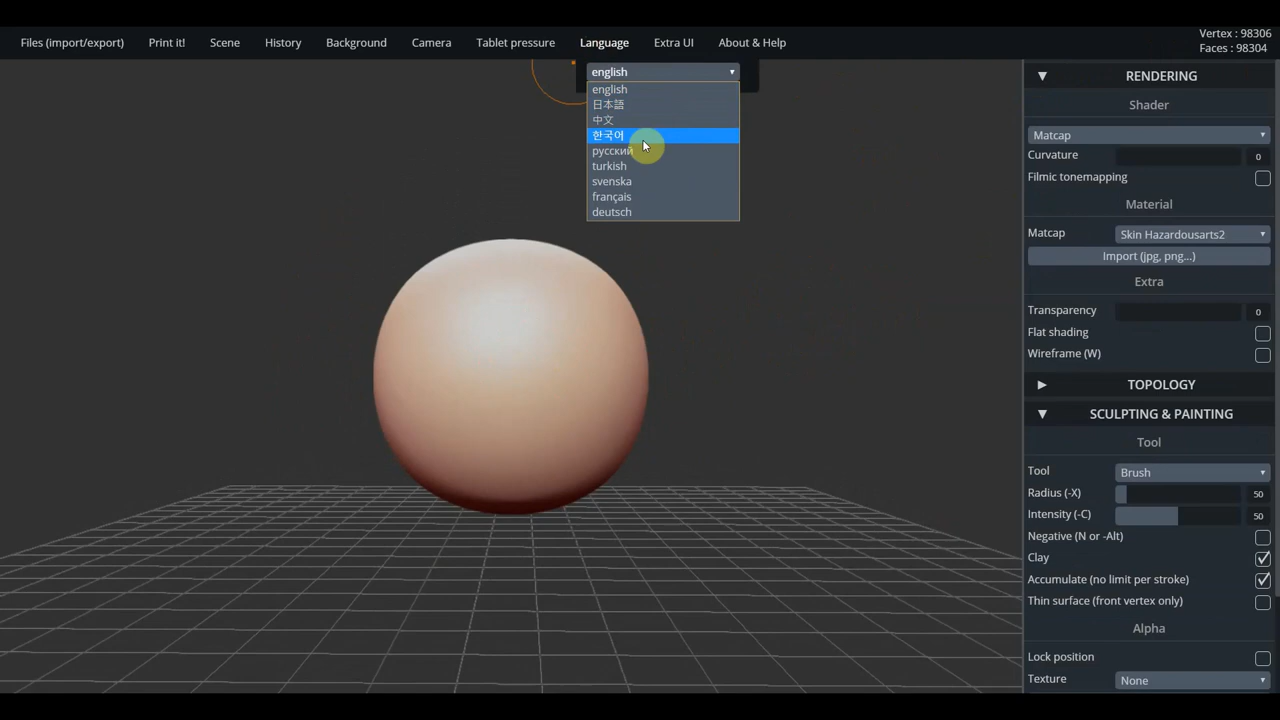 Files (import/export) Print it! Scene History Background Camera Tablet pressure Language Extra UI About & Help
Vertex : 98306
Faces : 98304
english
english
日本語
中文
한국어
русский
turkish
svenska
français
deutsch
RENDERING
Shader
Matcap
Curvature 0
Filmic tonemapping
Material
Matcap Skin Hazardousarts2
Import (jpg, png...)
Extra
Transparency 0
Flat shading
Wireframe (W)
TOPOLOGY
SCULPTING & PAINTING
Tool
Tool Brush
Radius (-X) 50
Intensity (-C) 50
Negative (N or -Alt)
Clay
Accumulate (no limit per stroke)
Thin surface (front vertex only)
Alpha
Lock position
Texture None